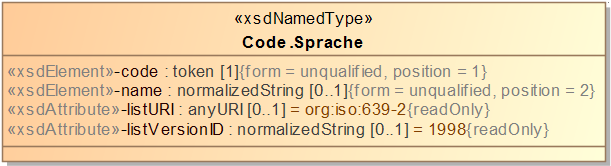 «xsdNamedType»
Code.Sprache
«xsdElement»-code : token [1]{form = unqualified, position = 1}
«xsdElement»-name : normalizedString [0..1]{form = unqualified, position = 2}
«xsdAttribute»-listURI : anyURI [0..1] = org:iso:639-2{readOnly}
«xsdAttribute»-listVersionID : normalizedString [0..1] = 1998{readOnly}